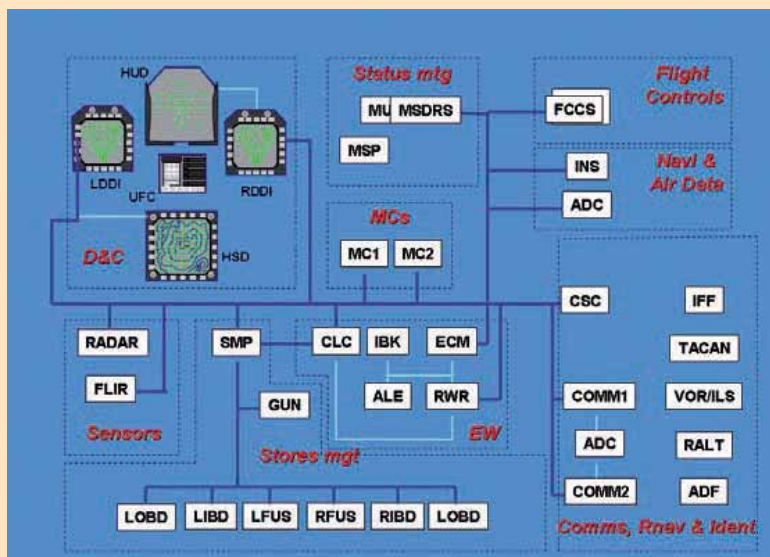 HUD
LDDI
UFC
RDDI
HSD
D&C
Status mtg
MU MSDRS
MSP
Flight
Controls
FCCS
INS
Navi &
Air Data
ADC
MCs
MC1 MC2
RADAR
FLIR
Sensors
SMP
GUN
CLC IBK ECM
ALE RWR
EW
Stores mgt
LOBD LIBD LFUS RFUS RIBD LOBD
CSC IFF
TACAN
COMM1 VOR/ILS
ADC RALT
COMM2 ADF
Comms, Rnav & Ident